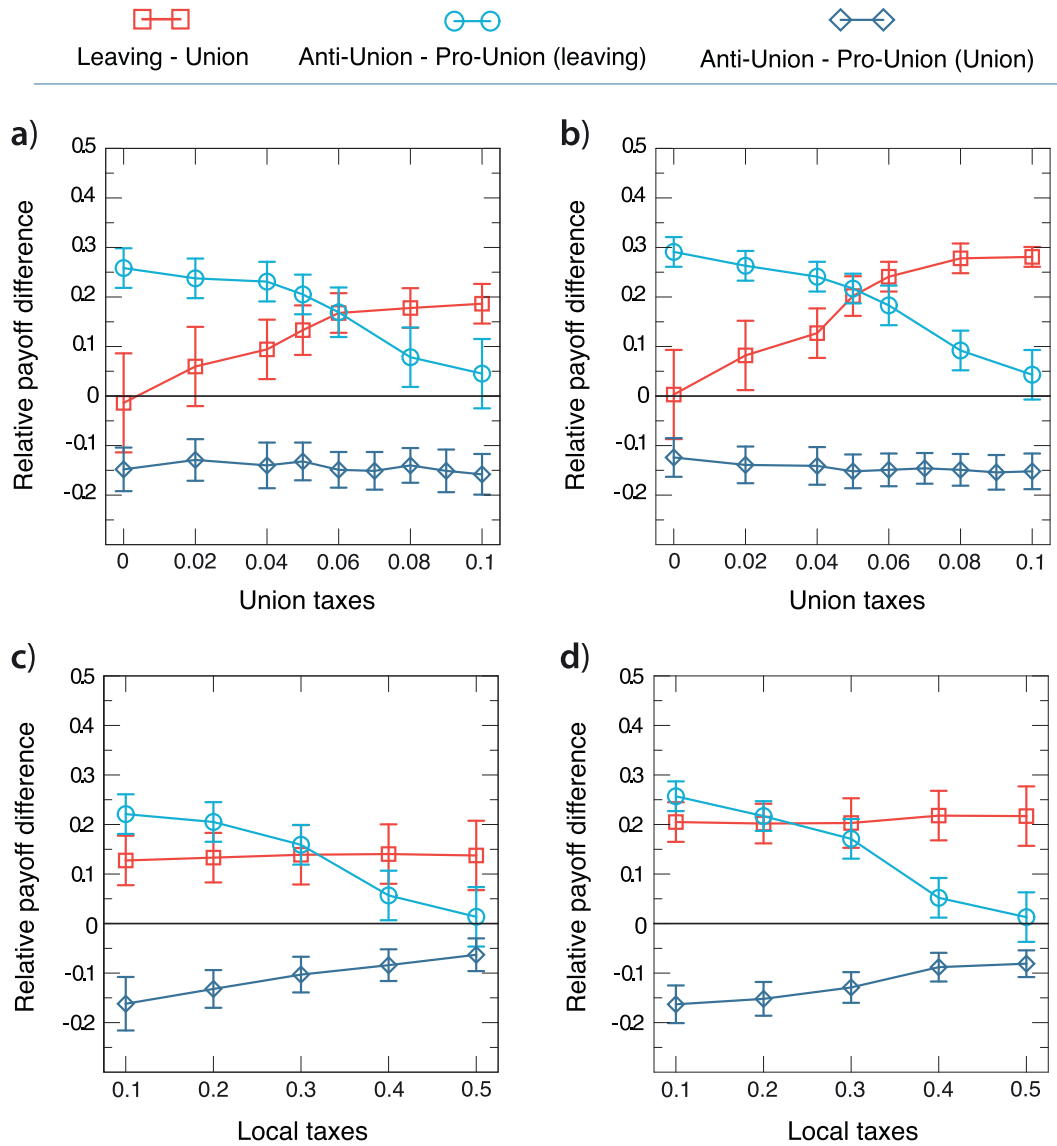 Leaving - Union
Anti-Union - Pro-Union (leaving)
Anti-Union - Pro-Union (Union)
a)
0.5
0.4
0.3
0.2
0.1
0
-0.1
-0.2
Relative payoff difference
0 0.02 0.04 0.06 0.08 0.1
Union taxes
b)
0.5
0.4
0.3
0.2
0.1
0
-0.1
-0.2
Relative payoff difference
0 0.02 0.04 0.06 0.08 0.1
Union taxes
c)
0.5
0.4
0.3
0.2
0.1
0
-0.1
-0.2
Relative payoff difference
0.1 0.2 0.3 0.4 0.5
Local taxes
d)
0.5
0.4
0.3
0.2
0.1
0
-0.1
-0.2
Relative payoff difference
0.1 0.2 0.3 0.4 0.5
Local taxes